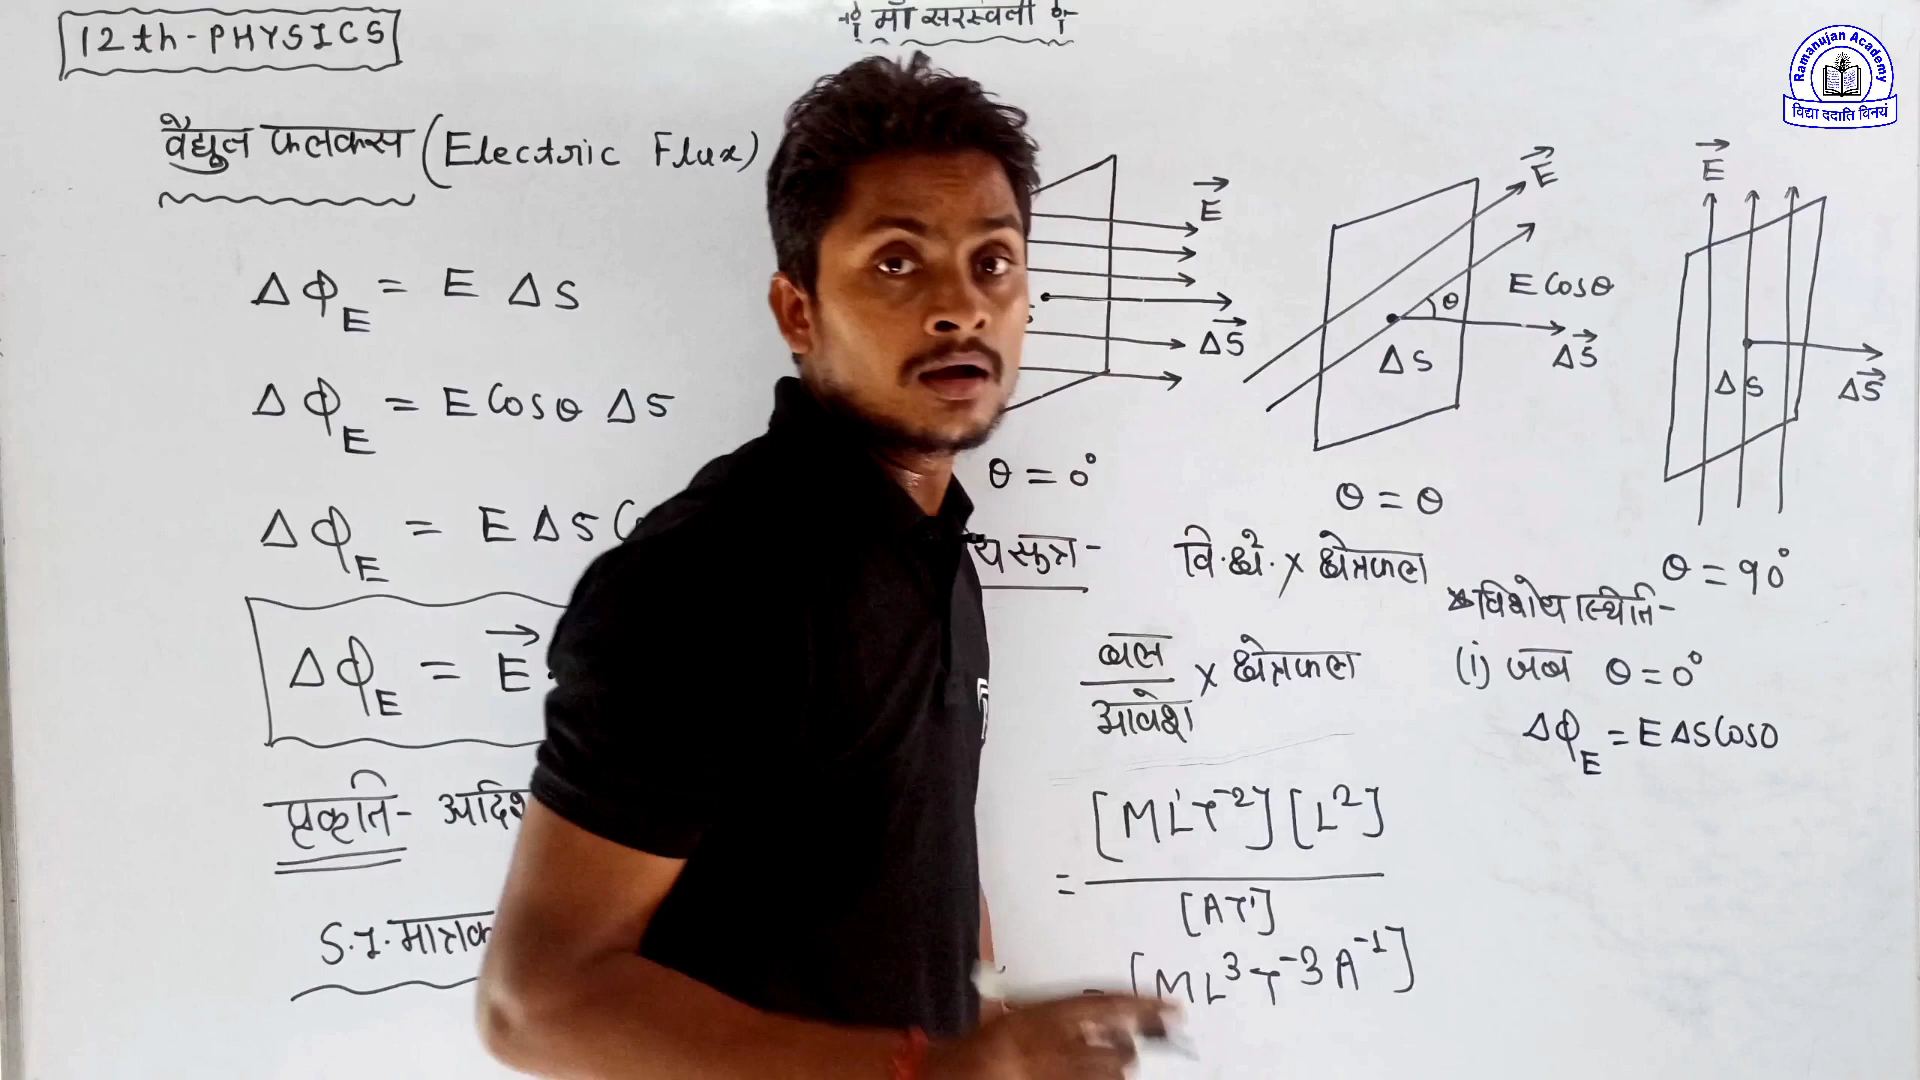 माँ सरस्वती
12th-PHYSICS
Ramanujan Academy
विद्या ददाति विनयं
वैद्युत फलक्स (Electric Flux)
ΔΦ_E = E ΔS
ΔΦ_E = E Cosθ ΔS
ΔΦ_E = E ΔS
ΔΦ_E = E⃗
प्रकृति- अदिश
S.I. मात्रक
E⃗
ΔS⃗
θ = 0°
E⃗
E Cosθ
θ
ΔS
ΔS⃗
θ = θ
E⃗
ΔS
ΔS⃗
θ = 90°
वि.क्षे. × क्षेत्रफल
बल / आवेश × क्षेत्रफल
= [ML¹T⁻²][L²] / [AT¹]
= [ML³T⁻³A⁻¹]
* विशेष स्थिति-
(i) जब θ = 0°
ΔΦ_E = E ΔS Cos0